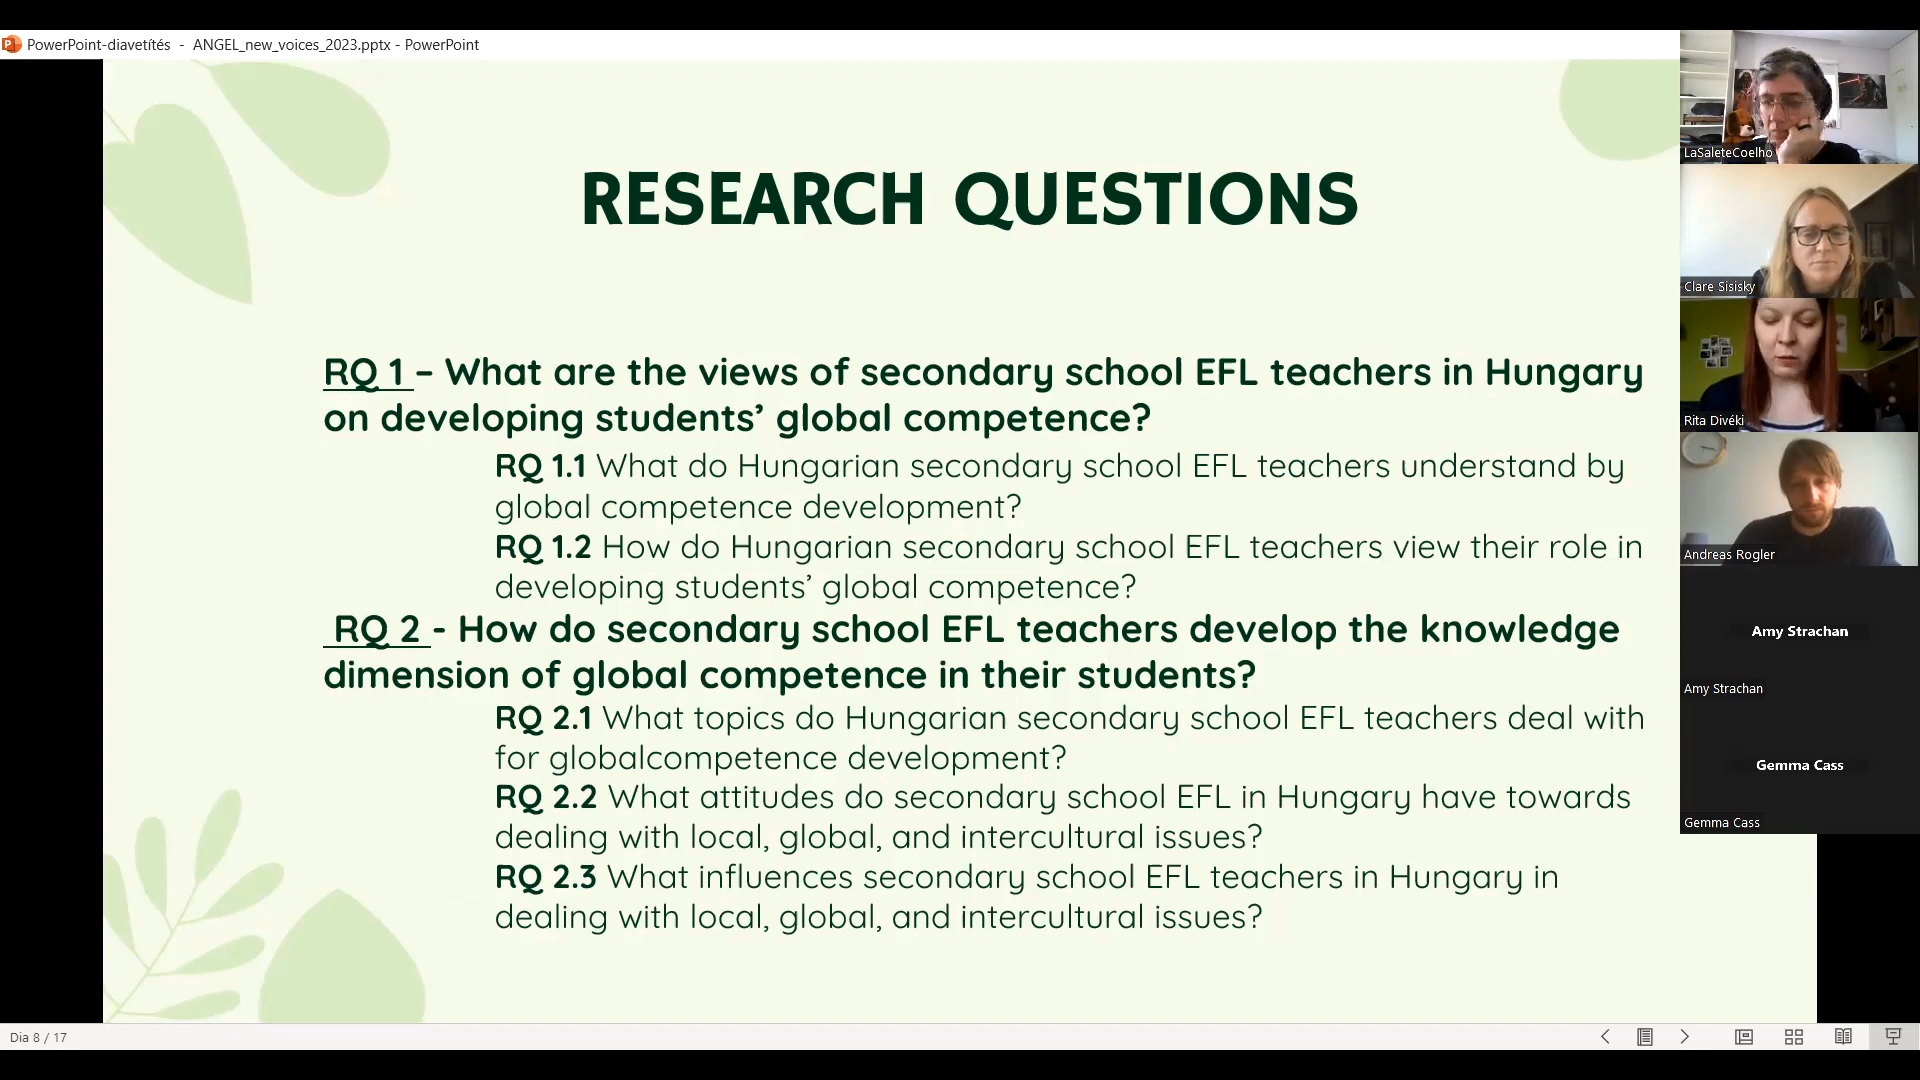 PowerPoint-diavetítés - ANGEL_new_voices_2023.pptx - PowerPoint
RESEARCH QUESTIONS
RQ 1 – What are the views of secondary school EFL teachers in Hungary
on developing students’ global competence?
RQ 1.1 What do Hungarian secondary school EFL teachers understand by
global competence development?
RQ 1.2 How do Hungarian secondary school EFL teachers view their role in
developing students’ global competence?
RQ 2 - How do secondary school EFL teachers develop the knowledge
dimension of global competence in their students?
RQ 2.1 What topics do Hungarian secondary school EFL teachers deal with
for globalcompetence development?
RQ 2.2 What attitudes do secondary school EFL in Hungary have towards
dealing with local, global, and intercultural issues?
RQ 2.3 What influences secondary school EFL teachers in Hungary in
dealing with local, global, and intercultural issues?
LaSaleteCoelho
Clare Sisisky
Rita Divéki
Andreas Rogler
Amy Strachan
Amy Strachan
Gemma Cass
Gemma Cass
Dia 8 / 17